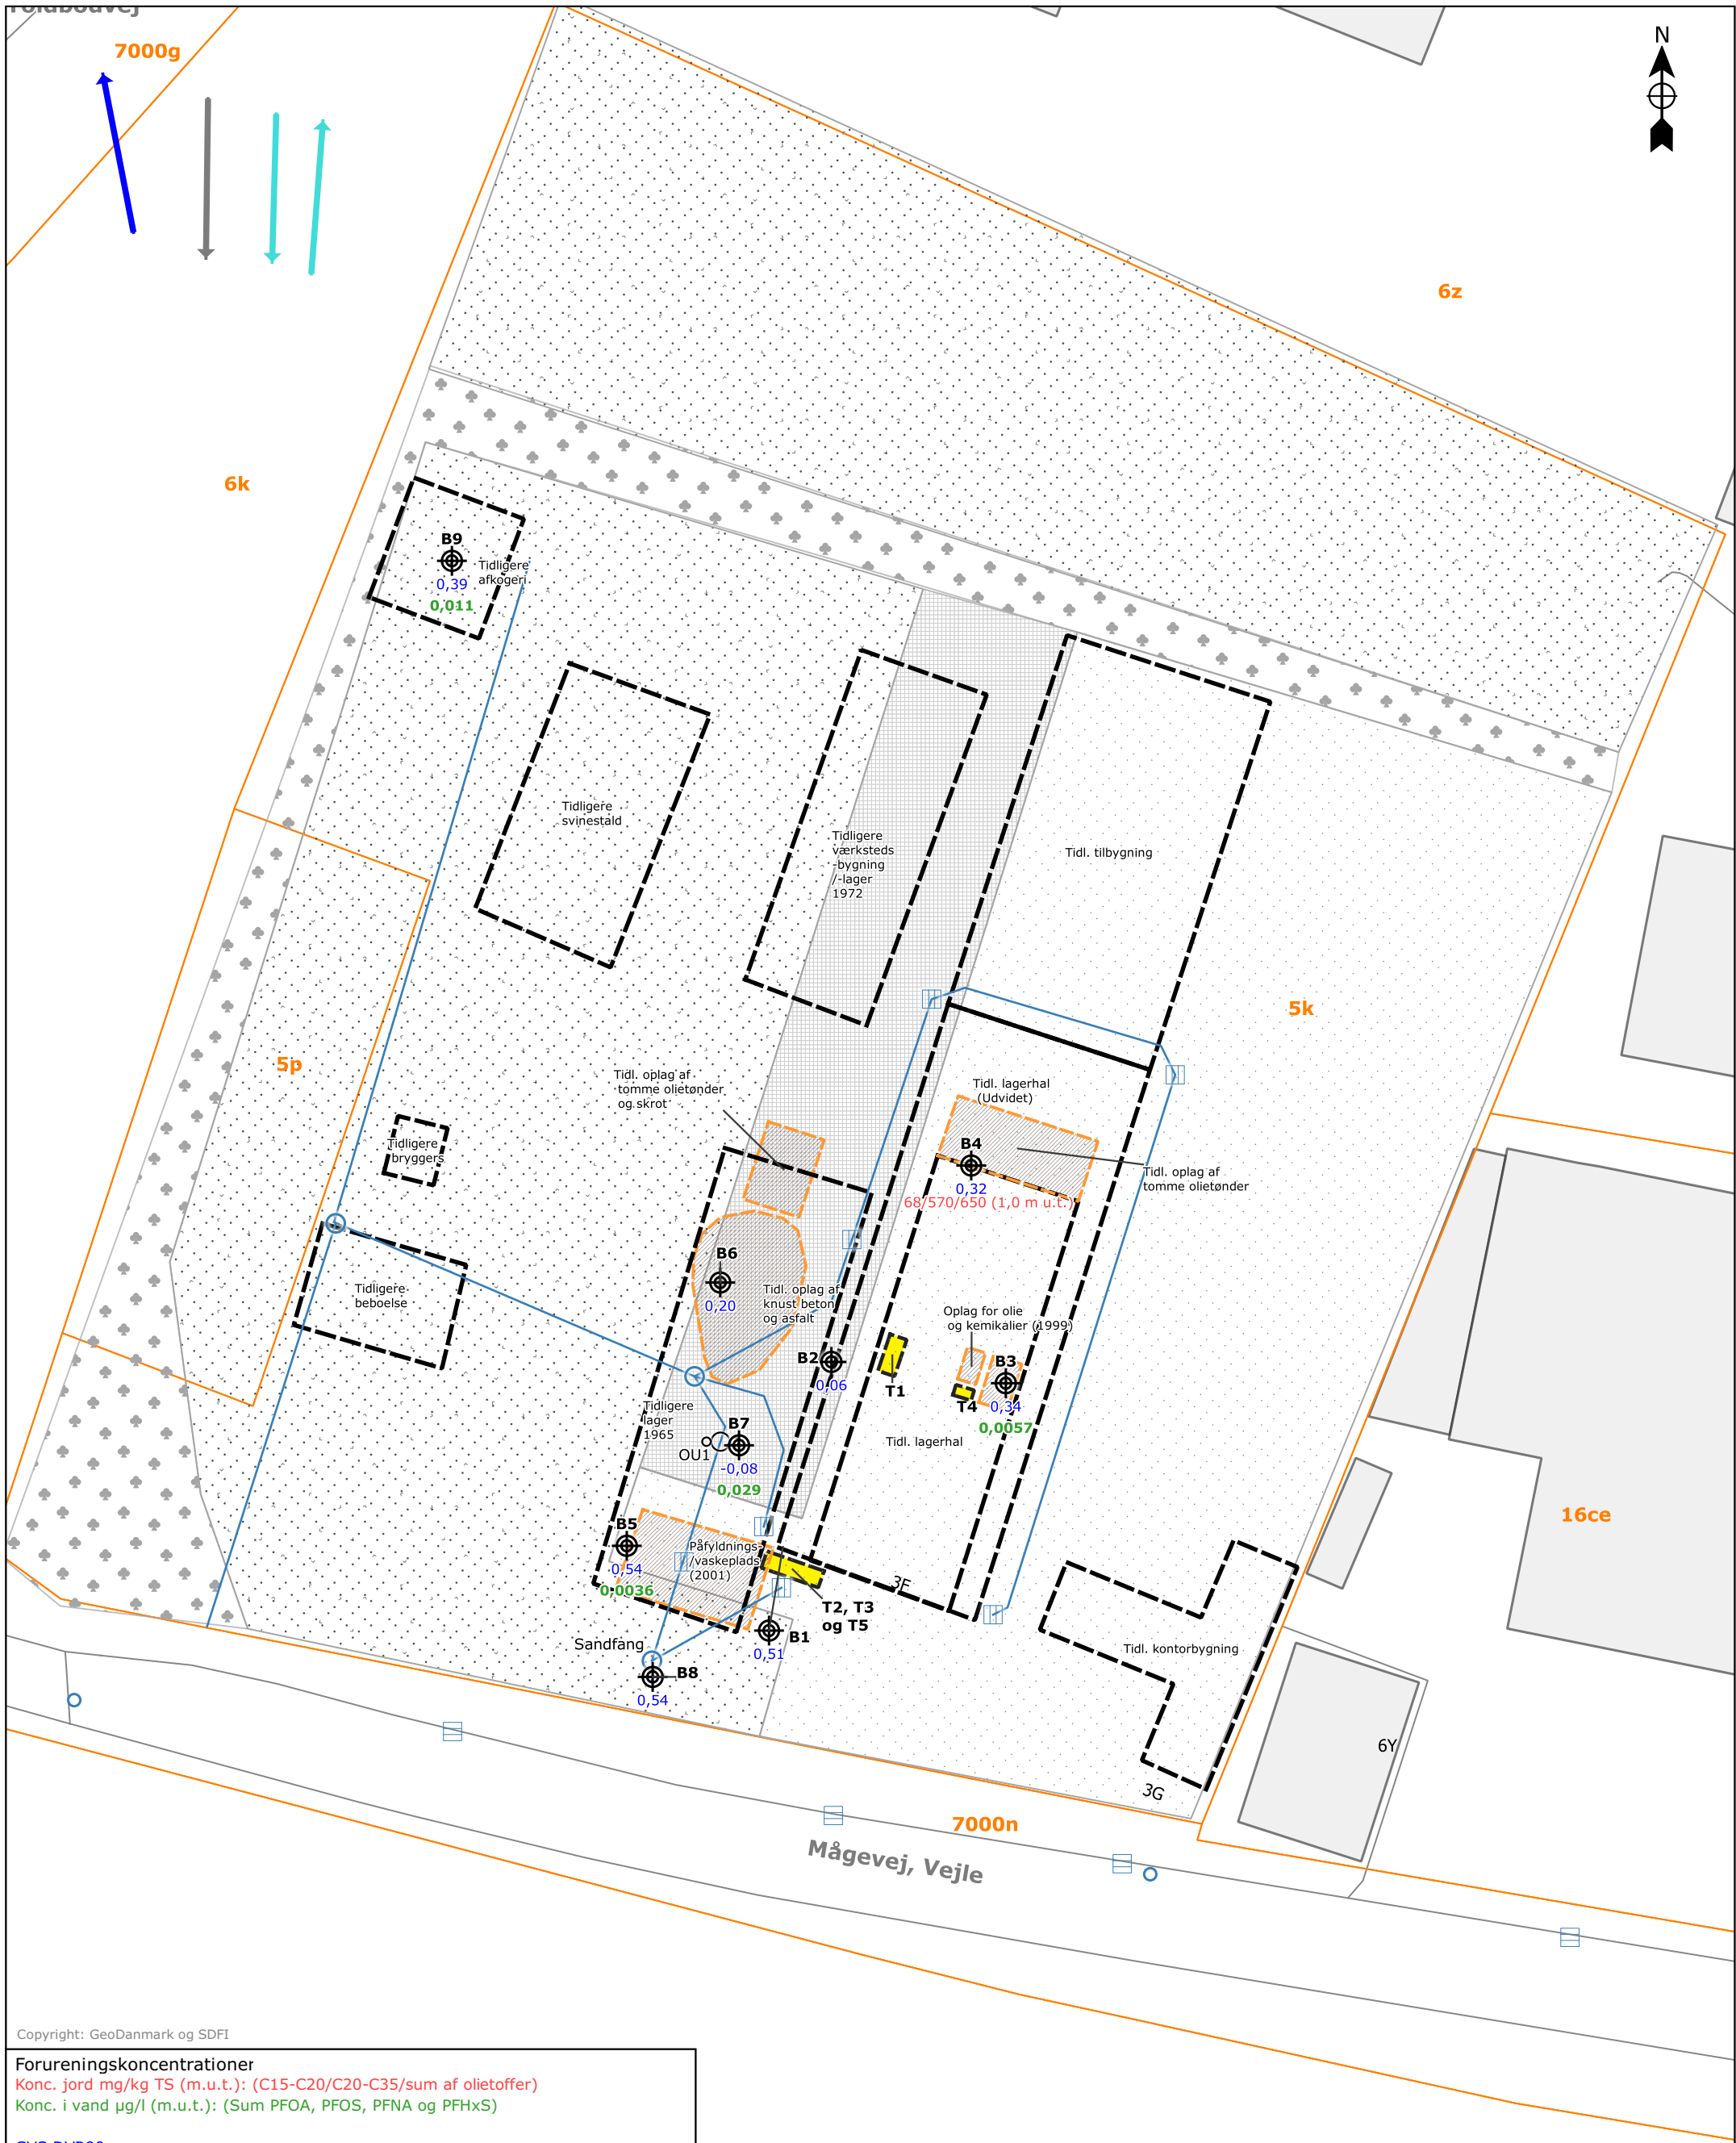 N
7000g
6z
6k
B9
0,39
0,011
Tidligere
afkogeri
Tidligere
svinestald
Tidligere
værksteds
-bygning
/-lager
1972
Tidl. tilbygning
5k
5p
Tidl. oplag af
tomme olietønder
og skrot
Tidl. lagerhal
(Udvidet)
B4
0,32
68/570/650 (1,0 m u.t.)
Tidl. oplag af
tomme olietønder
Tidligere
bryggers
Tidligere
beboelse
B6
0,20
Tidl. oplag af
knust beton
og asfalt
Oplag for olie
og kemikalier (1999)
B2
0,06
T1
B3
T4
0,34
0,0057
Tidligere
lager
1965
B7
OU1
-0,08
0,029
Tidl. lagerhal
16ce
B5
0,54
0,0036
Påfyldnings-
/vaskeplads
(2001)
3F
T2, T3
og T5
B1
0,51
Sandfang
B8
0,54
Tidl. kontorbygning
6Y
3G
7000n
Mågevej, Vejle
Copyright: GeoDanmark og SDFI
Forureningskoncentrationer
Konc. jord mg/kg TS (m.u.t.): (C15-C20/C20-C35/sum af olietoffer)
Konc. i vand µg/l (m.u.t.): (Sum PFOA, PFOS, PFNA og PFHxS)